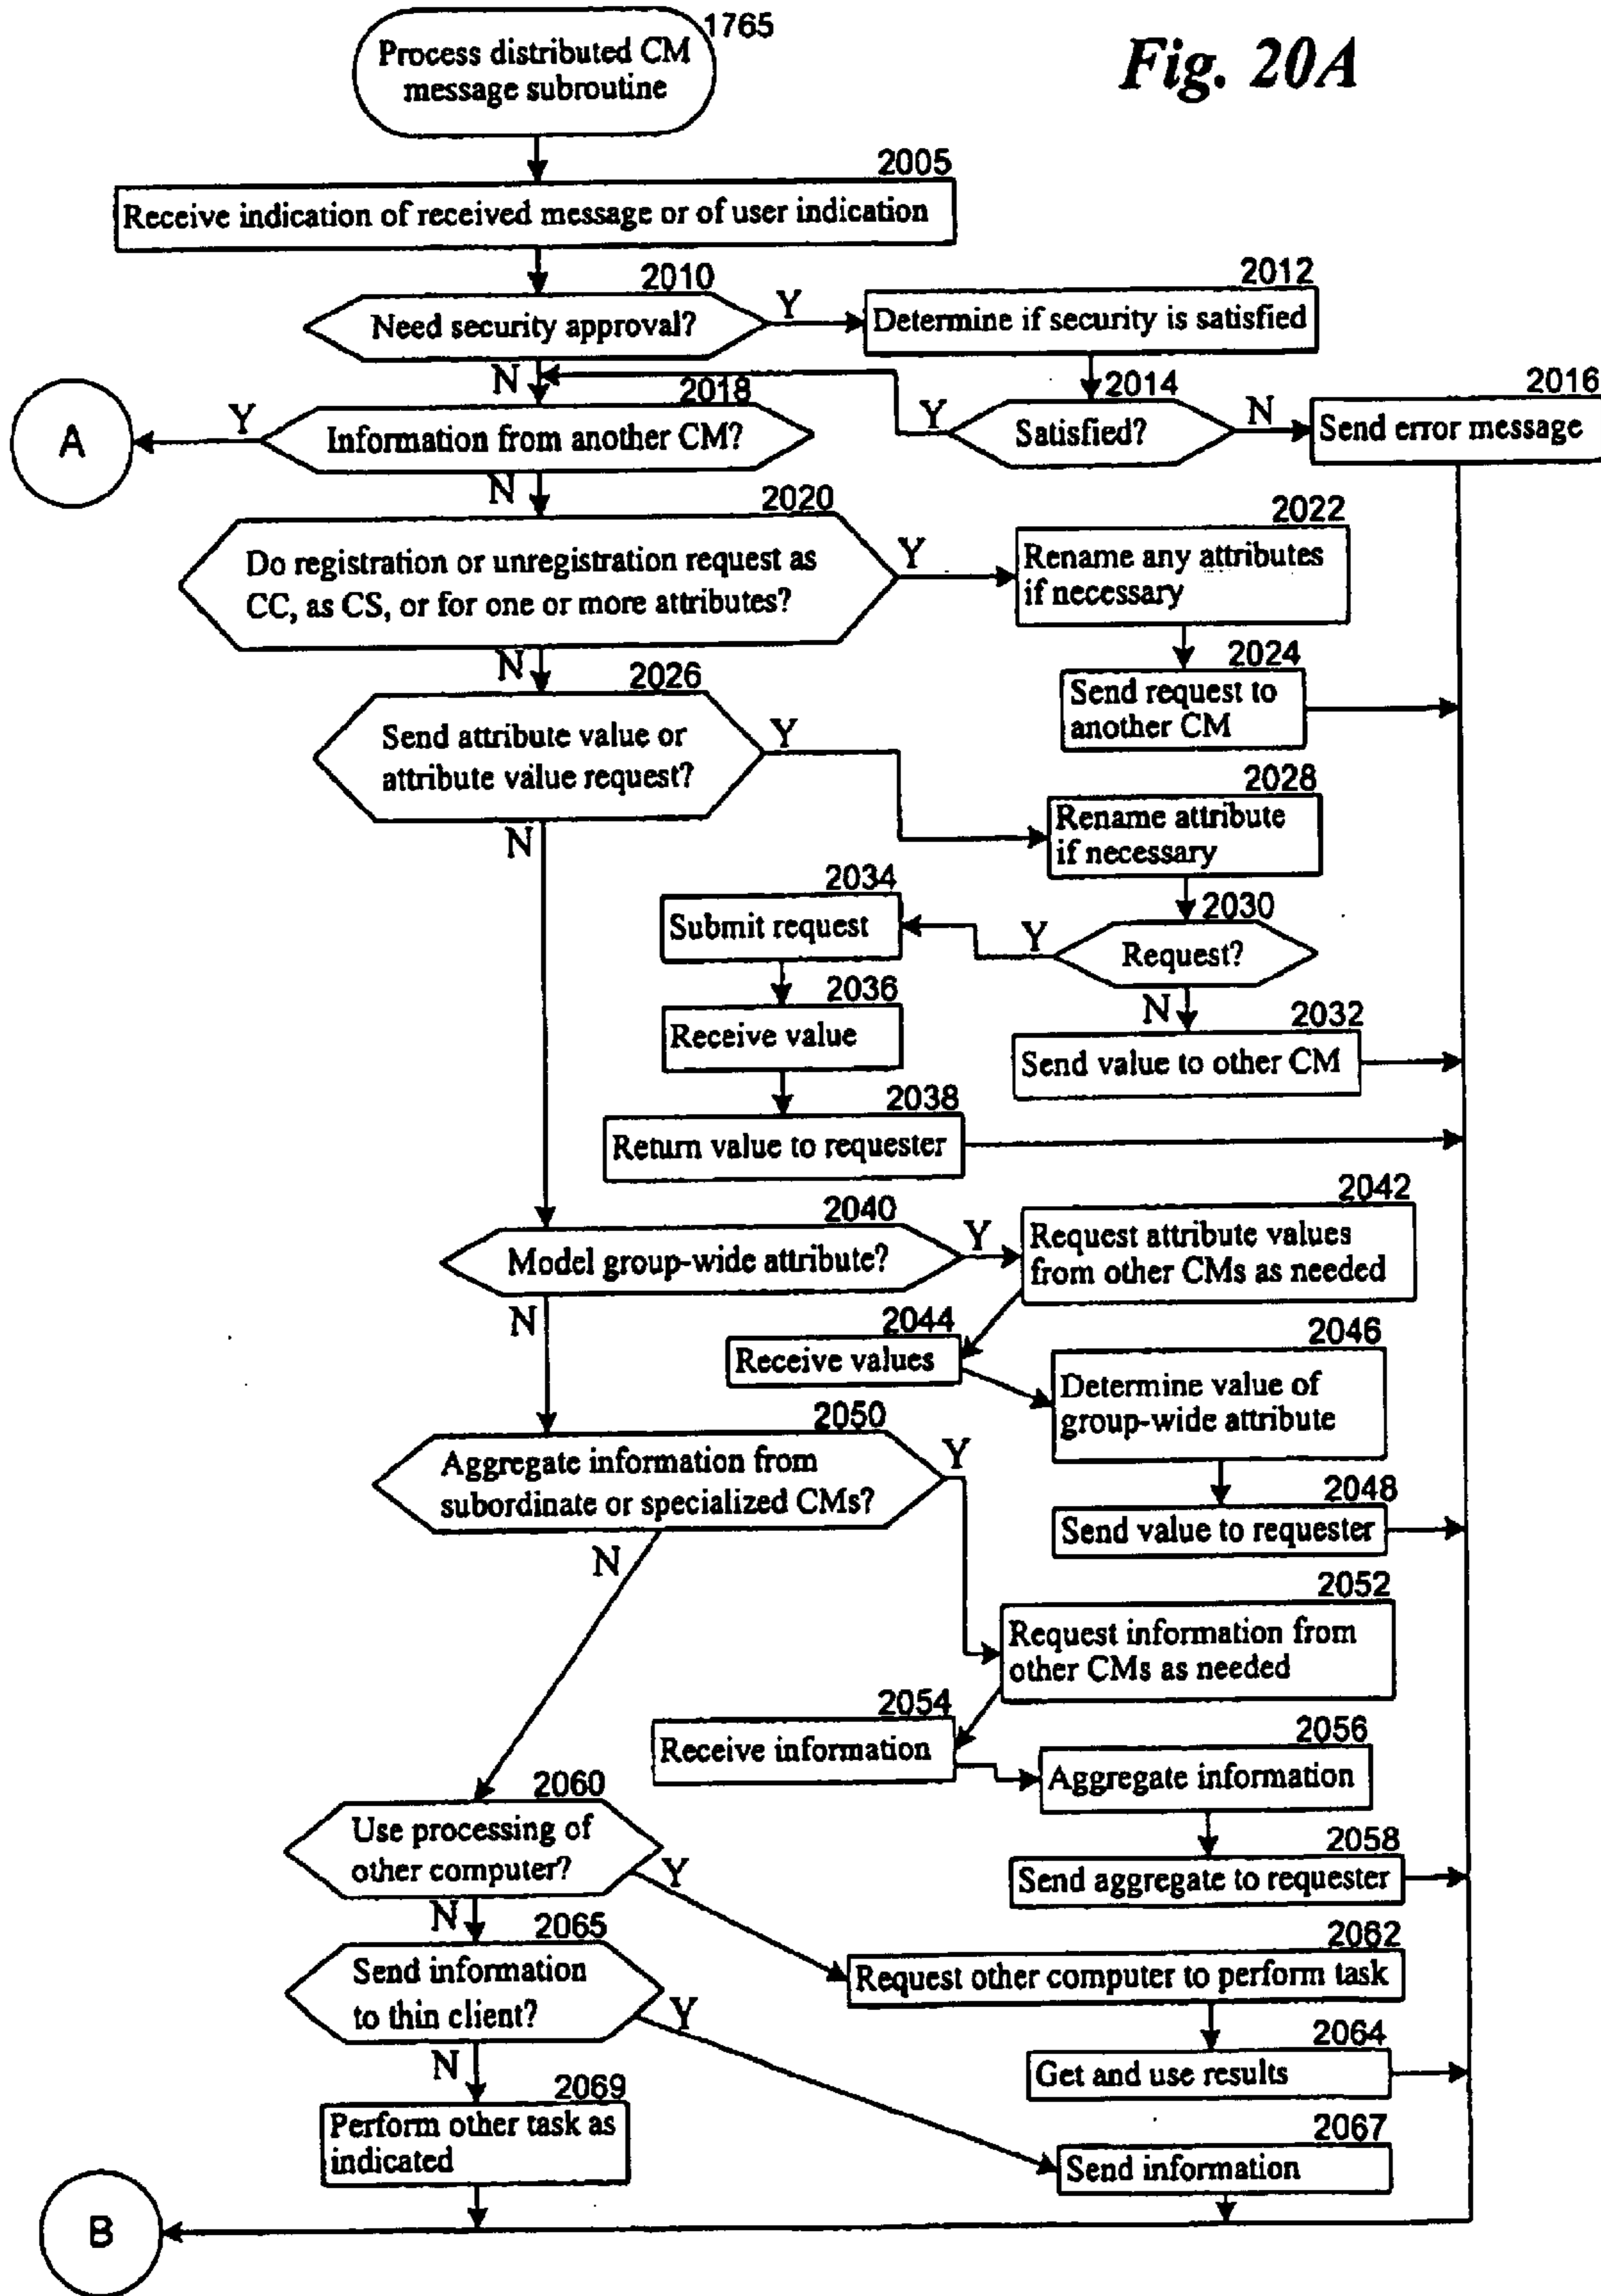 1765
Process distributed CM
message subroutine
Fig. 20A
2005
Receive indication of received message or of user indication
2010
Need security approval?
Y
2012
Determine if security is satisfied
N
2018
Information from another CM?
Y
A
2014
Satisfied?
Y
N
2016
Send error message
N
2020
Do registration or unregistration request as
CC, as CS, or for one or more attributes?
Y
2022
Rename any attributes
if necessary
2024
Send request to
another CM
N
2026
Send attribute value or
attribute value request?
Y
2028
Rename attribute
if necessary
N
2030
Request?
Y
2034
Submit request
2036
Receive value
N
2032
Send value to other CM
2038
Return value to requester
2040
Model group-wide attribute?
Y
2042
Request attribute values
from other CMs as needed
N
2044
Receive values
2046
Determine value of
group-wide attribute
2048
Send value to requester
2050
Aggregate information from
subordinate or specialized CMs?
Y
N
2052
Request information from
other CMs as needed
2054
Receive information
2056
Aggregate information
2058
Send aggregate to requester
2060
Use processing of
other computer?
Y
N
2062
Request other computer to perform task
2064
Get and use results
2065
Send information
to thin client?
Y
N
2067
Send information
2069
Perform other task as
indicated
B